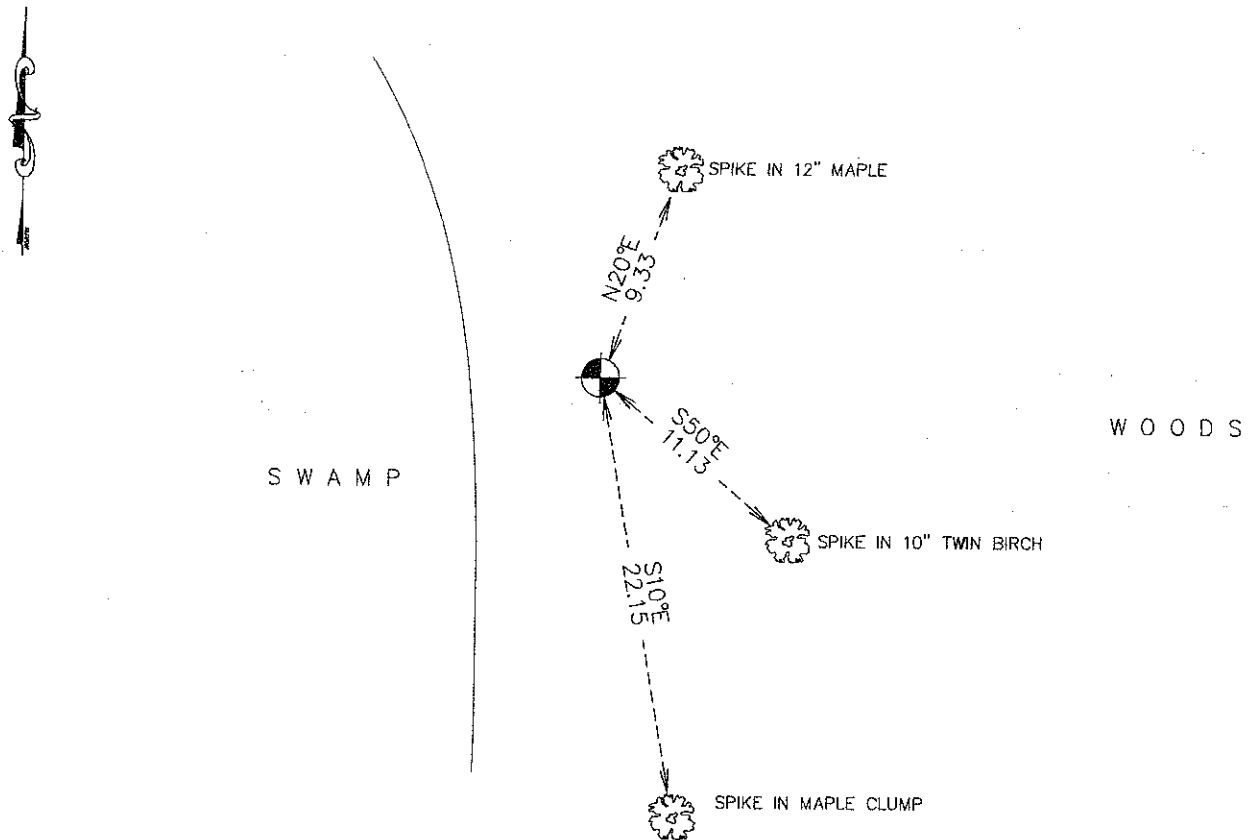 SPIKE IN 12" MAPLE
N20°E
9.33
S50°E
11.13
WOODS
SWAMP
SPIKE IN 10" TWIN BIRCH
S10°E
22.15
SPIKE IN MAPLE CLUMP